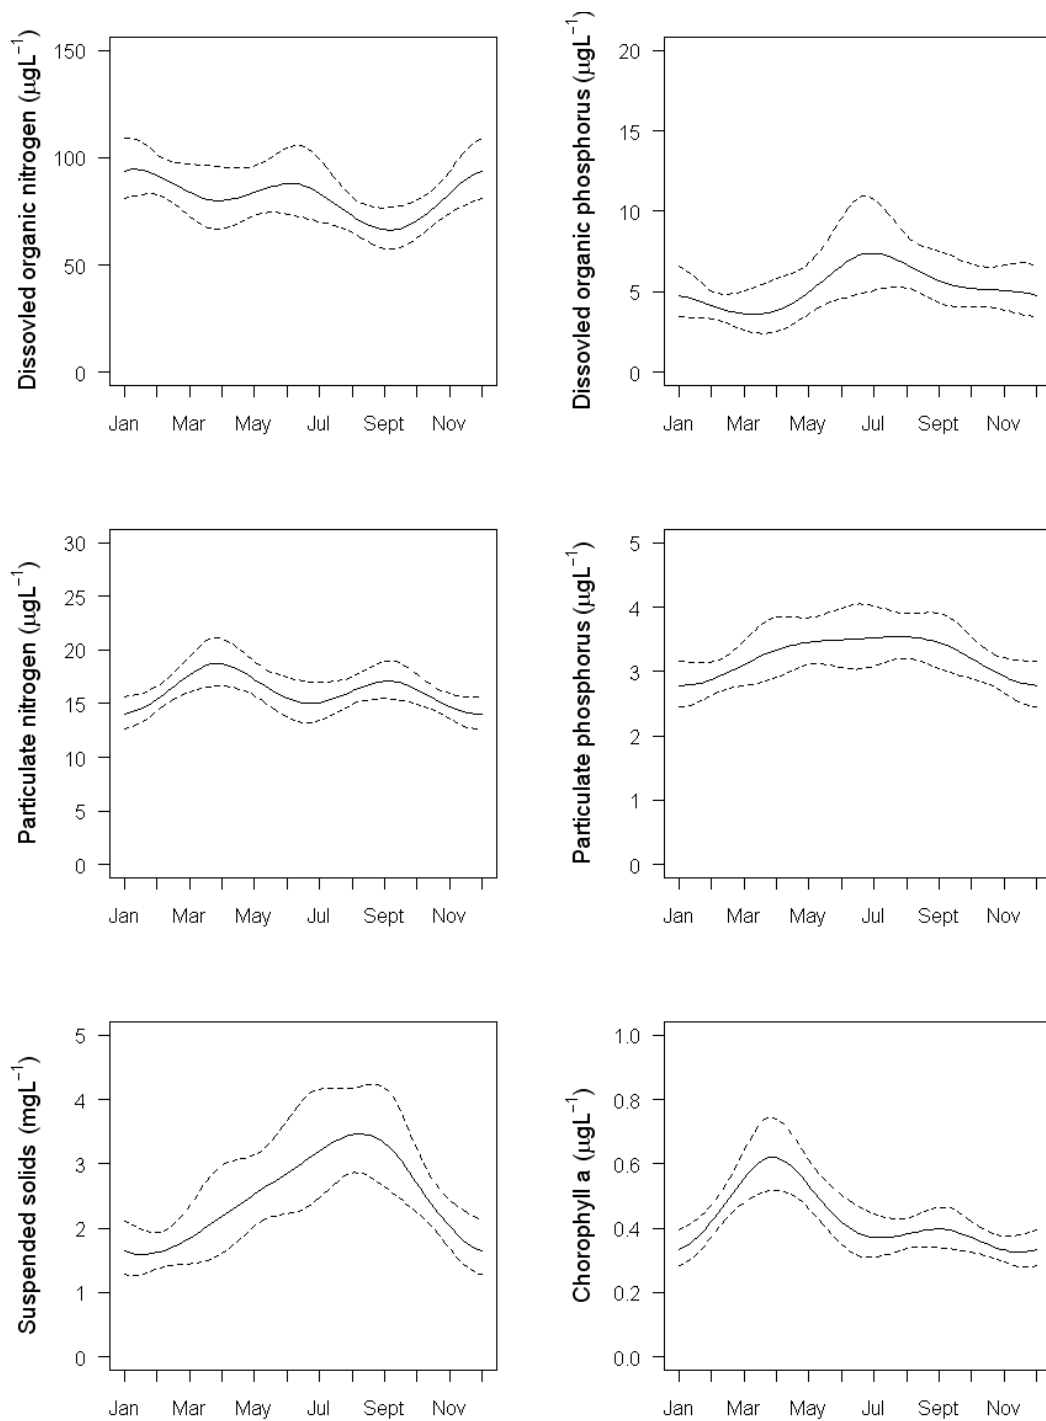 Dissovled organic nitrogen (μgL⁻¹)
150
100
50
0
Jan Mar May Jul Sept Nov
Dissovled organic phosphorus (μgL⁻¹)
20
15
10
5
0
Jan Mar May Jul Sept Nov
Particulate nitrogen (μgL⁻¹)
30
25
20
15
10
5
0
Jan Mar May Jul Sept Nov
Particulate phosphorus (μgL⁻¹)
5
4
3
2
1
0
Jan Mar May Jul Sept Nov
Suspended solids (mgL⁻¹)
5
4
3
2
1
0
Jan Mar May Jul Sept Nov
Chorophyll a (μgL⁻¹)
1.0
0.8
0.6
0.4
0.2
0.0
Jan Mar May Jul Sept Nov